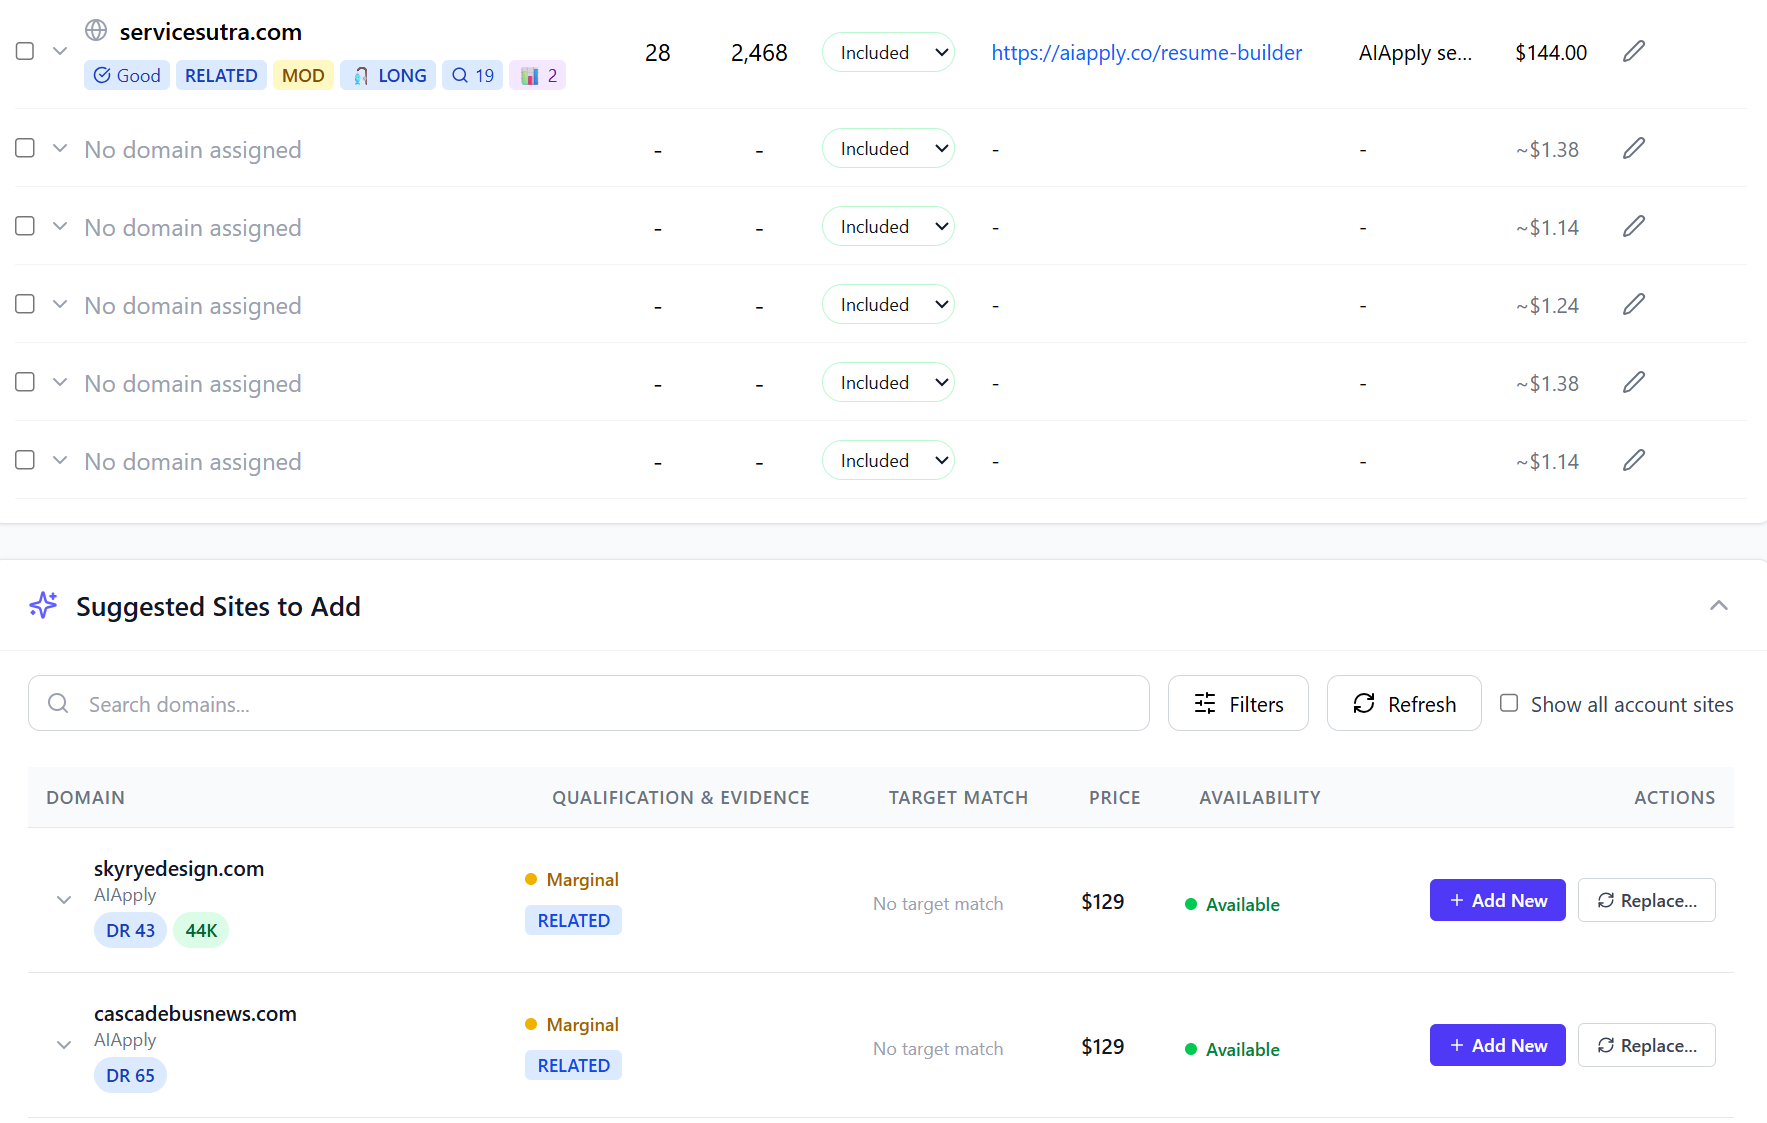 servicesutra.com
Good RELATED MOD LONG 19 2
28 2,468 Included https://aiapply.co/resume-builder AIApply se... $144.00
No domain assigned - - Included - - ~$1.38
No domain assigned - - Included - - ~$1.14
No domain assigned - - Included - - ~$1.24
No domain assigned - - Included - - ~$1.38
No domain assigned - - Included - - ~$1.14
Suggested Sites to Add
Search domains... Filters Refresh Show all account sites
DOMAIN QUALIFICATION & EVIDENCE TARGET MATCH PRICE AVAILABILITY ACTIONS
skyryedesign.com
AIApply
DR 43 44K
Marginal
RELATED
No target match $129 Available + Add New Replace...
cascadebusnews.com
AIApply
DR 65
Marginal
RELATED
No target match $129 Available + Add New Replace...